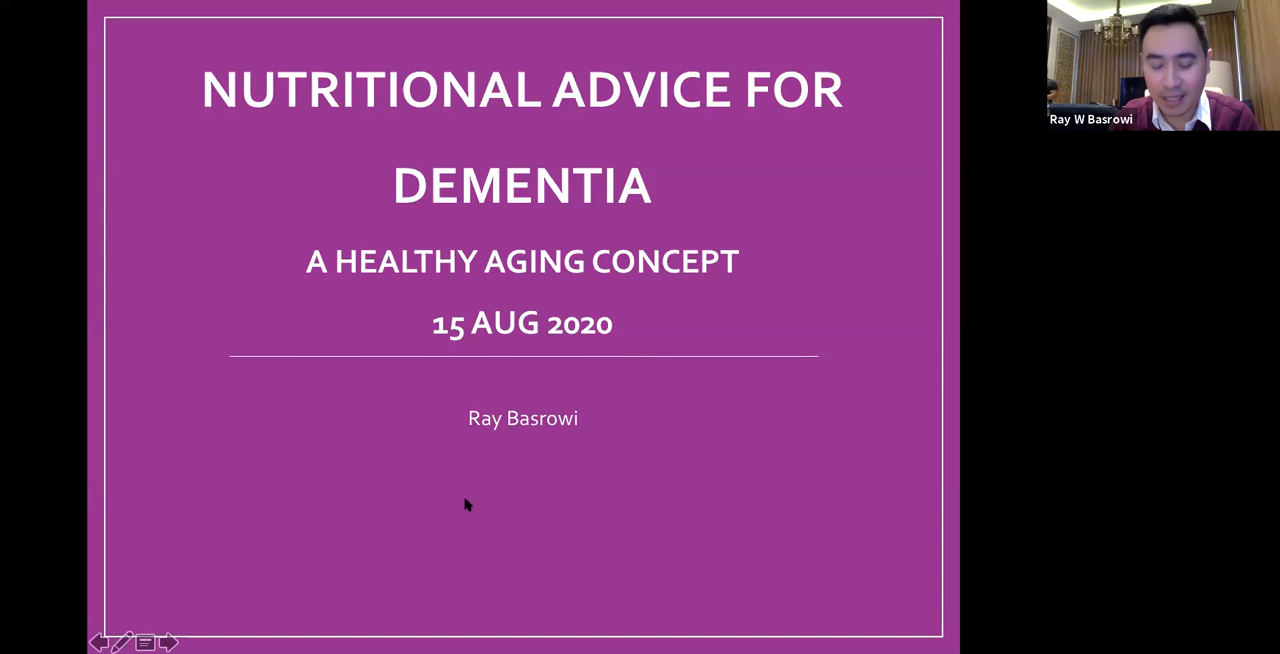 NUTRITIONAL ADVICE FOR
DEMENTIA
A HEALTHY AGING CONCEPT
15 AUG 2020
Ray Basrowi
Ray W Basrowi